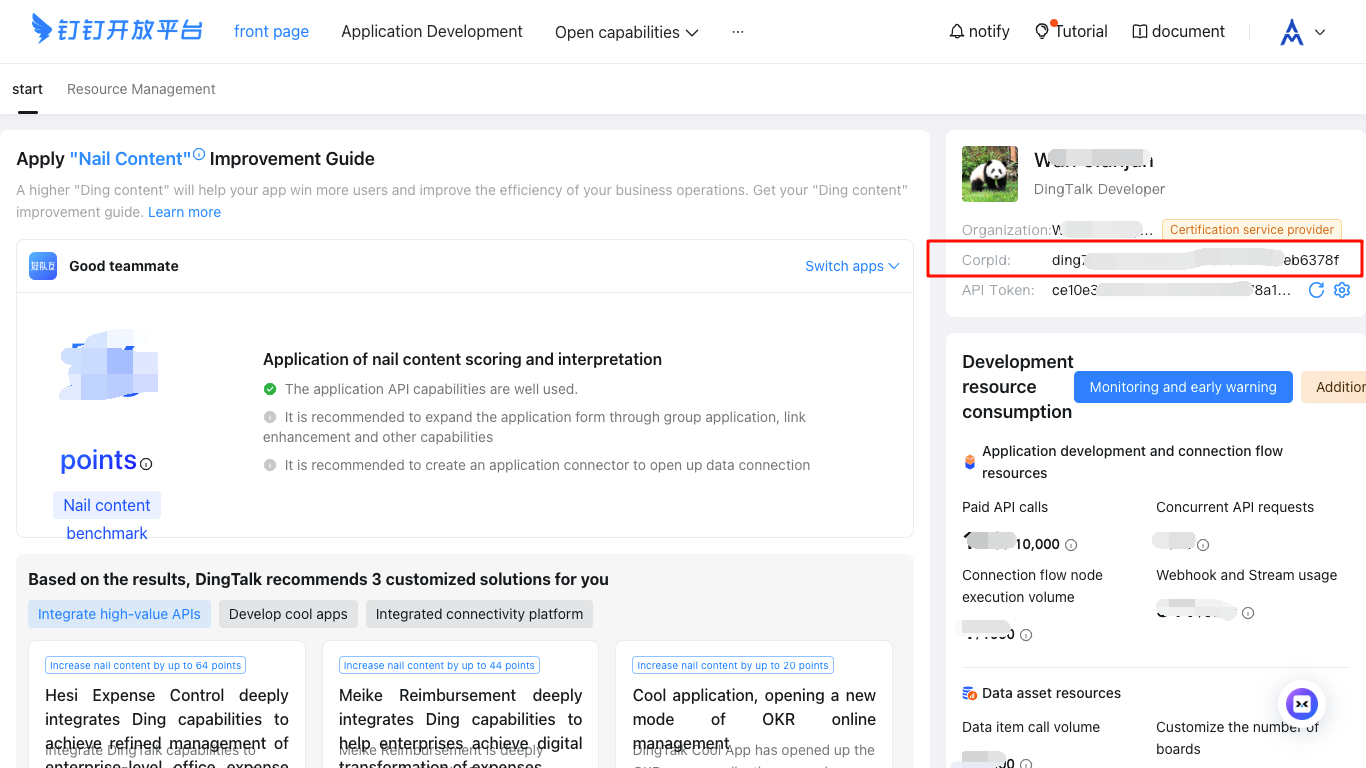 钉钉开放平台
front page
Application Development
Open capabilities
...
notify
Tutorial
document
start
Resource Management
Apply "Nail Content" Improvement Guide
A higher "Ding content" will help your app win more users and improve the efficiency of your business operations. Get your "Ding content"
improvement guide. Learn more
好队友
Good teammate
Switch apps
points
Nail content
benchmark
Application of nail content scoring and interpretation
The application API capabilities are well used.
It is recommended to expand the application form through group application, link
enhancement and other capabilities
It is recommended to create an application connector to open up data connection
Based on the results, DingTalk recommends 3 customized solutions for you
Integrate high-value APIs
Develop cool apps
Integrated connectivity platform
Increase nail content by up to 64 points
Hesi Expense Control deeply
integrates Ding capabilities to
achieve refined management of
enterprise-level office expense
Integrate DingTalk capabilities to
Increase nail content by up to 44 points
Meike Reimbursement deeply
integrates Ding capabilities to
help enterprises achieve digital
transformation of expenses
Meike Reimbursement is deeply
Increase nail content by up to 20 points
Cool application, opening a new
mode of OKR online
management
DingTalk Cool App has opened up the
DingTalk Developer
Organization:
W
...
Certification service provider
CorpId:
ding7
eb6378f
API Token:
ce10e3
78a1...
Development
resource
consumption
Monitoring and early warning
Addition
Application development and connection flow
resources
Paid API calls
Concurrent API requests
10,000
Connection flow node
execution volume
Webhook and Stream usage
Data asset resources
Data item call volume
Customize the number of
boards